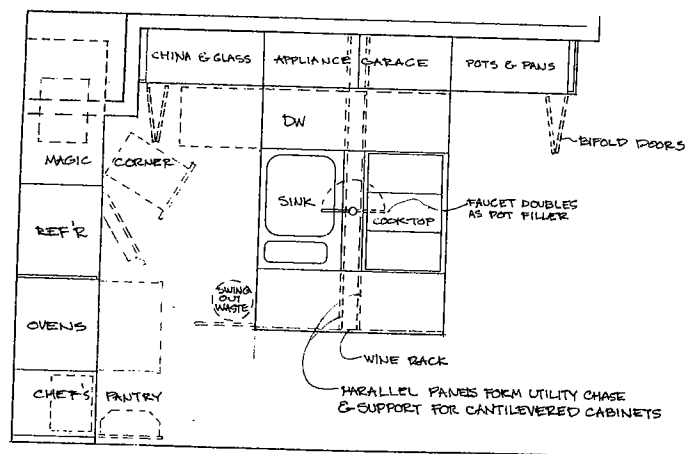 CHINA & GLASS
APPLIANCE GARAGE
POTS & PANS
DW
BIFOLD DOORS
MAGIC CORNER
SINK
FAUCET DOUBLES
AS POT FILLER
COOKTOP
REF'R
SWING
OUT
WASTE
OVENS
WINE RACK
CHEF'S PANTRY
PARALLEL PANELS FORM UTILITY CHASE
& SUPPORT FOR CANTILEVERED CABINETS